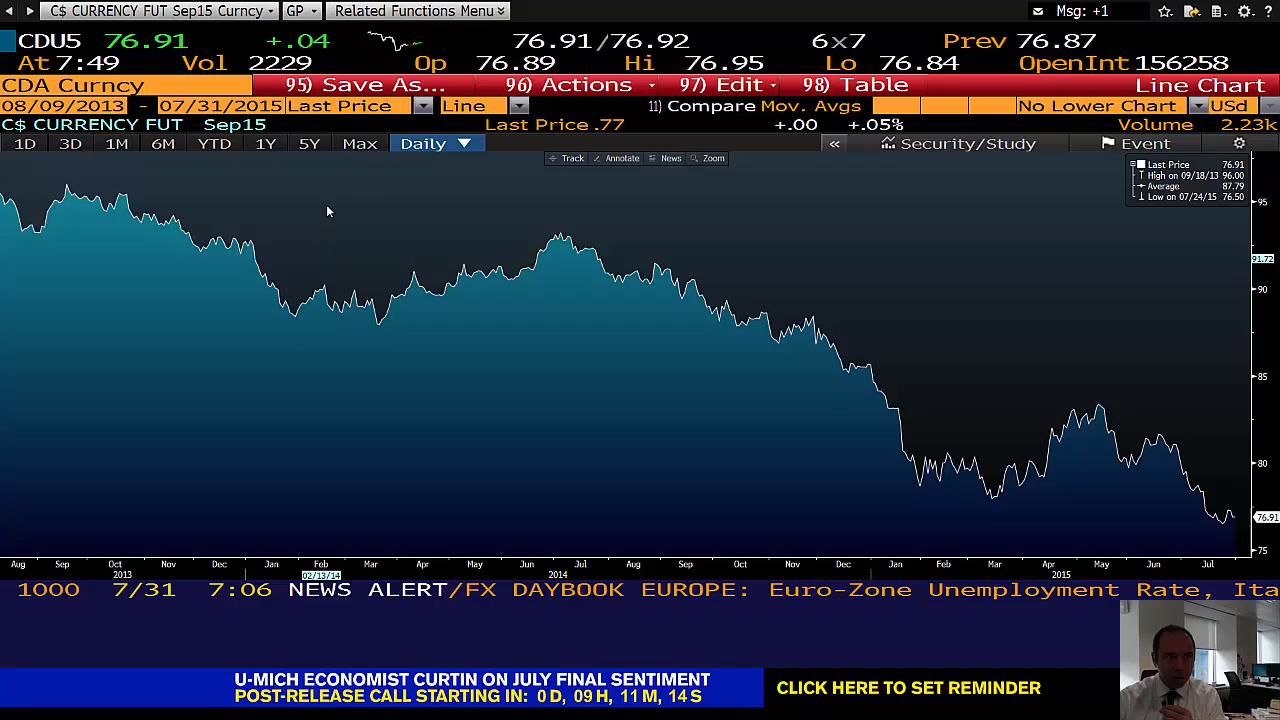 C$ CURRENCY FUT Sep15 Curncy GP Related Functions Menu Msg: +1
CDU5 76.91 +.04 76.91/76.92 6x7 Prev 76.87
At 7:49 Vol 2229 Op 76.89 Hi 76.95 Lo 76.84 OpenInt 156258
CDA Curncy 95) Save As... 96) Actions 97) Edit 98) Table Line Chart
08/09/2013 - 07/31/2015 Last Price Line 11) Compare Mov. Avgs No Lower Chart USd
C$ CURRENCY FUT Sep15 Last Price .77 +.00 +.05% Volume 2.23k
1D 3D 1M 6M YTD 1Y 5Y Max Daily ▼ « Security/Study Event
Track Annotate News Zoom
Last Price 76.91
High on 09/18/13 96.00
Average 87.79
Low on 07/24/15 76.50
95
91.72
90
85
80
76.91
75
Aug Sep Oct Nov Dec Jan Feb Mar Apr May Jun Jul Aug Sep Oct Nov Dec Jan Feb Mar Apr May Jun Jul
2013 02/13/14 2014 2015
1000 7/31 7:06 NEWS ALERT/FX DAYBOOK EUROPE: Euro-Zone Unemployment Rate, Ita
U-MICH ECONOMIST CURTIN ON JULY FINAL SENTIMENT
POST-RELEASE CALL STARTING IN: 0 D, 09 H, 11 M, 14 S
CLICK HERE TO SET REMINDER